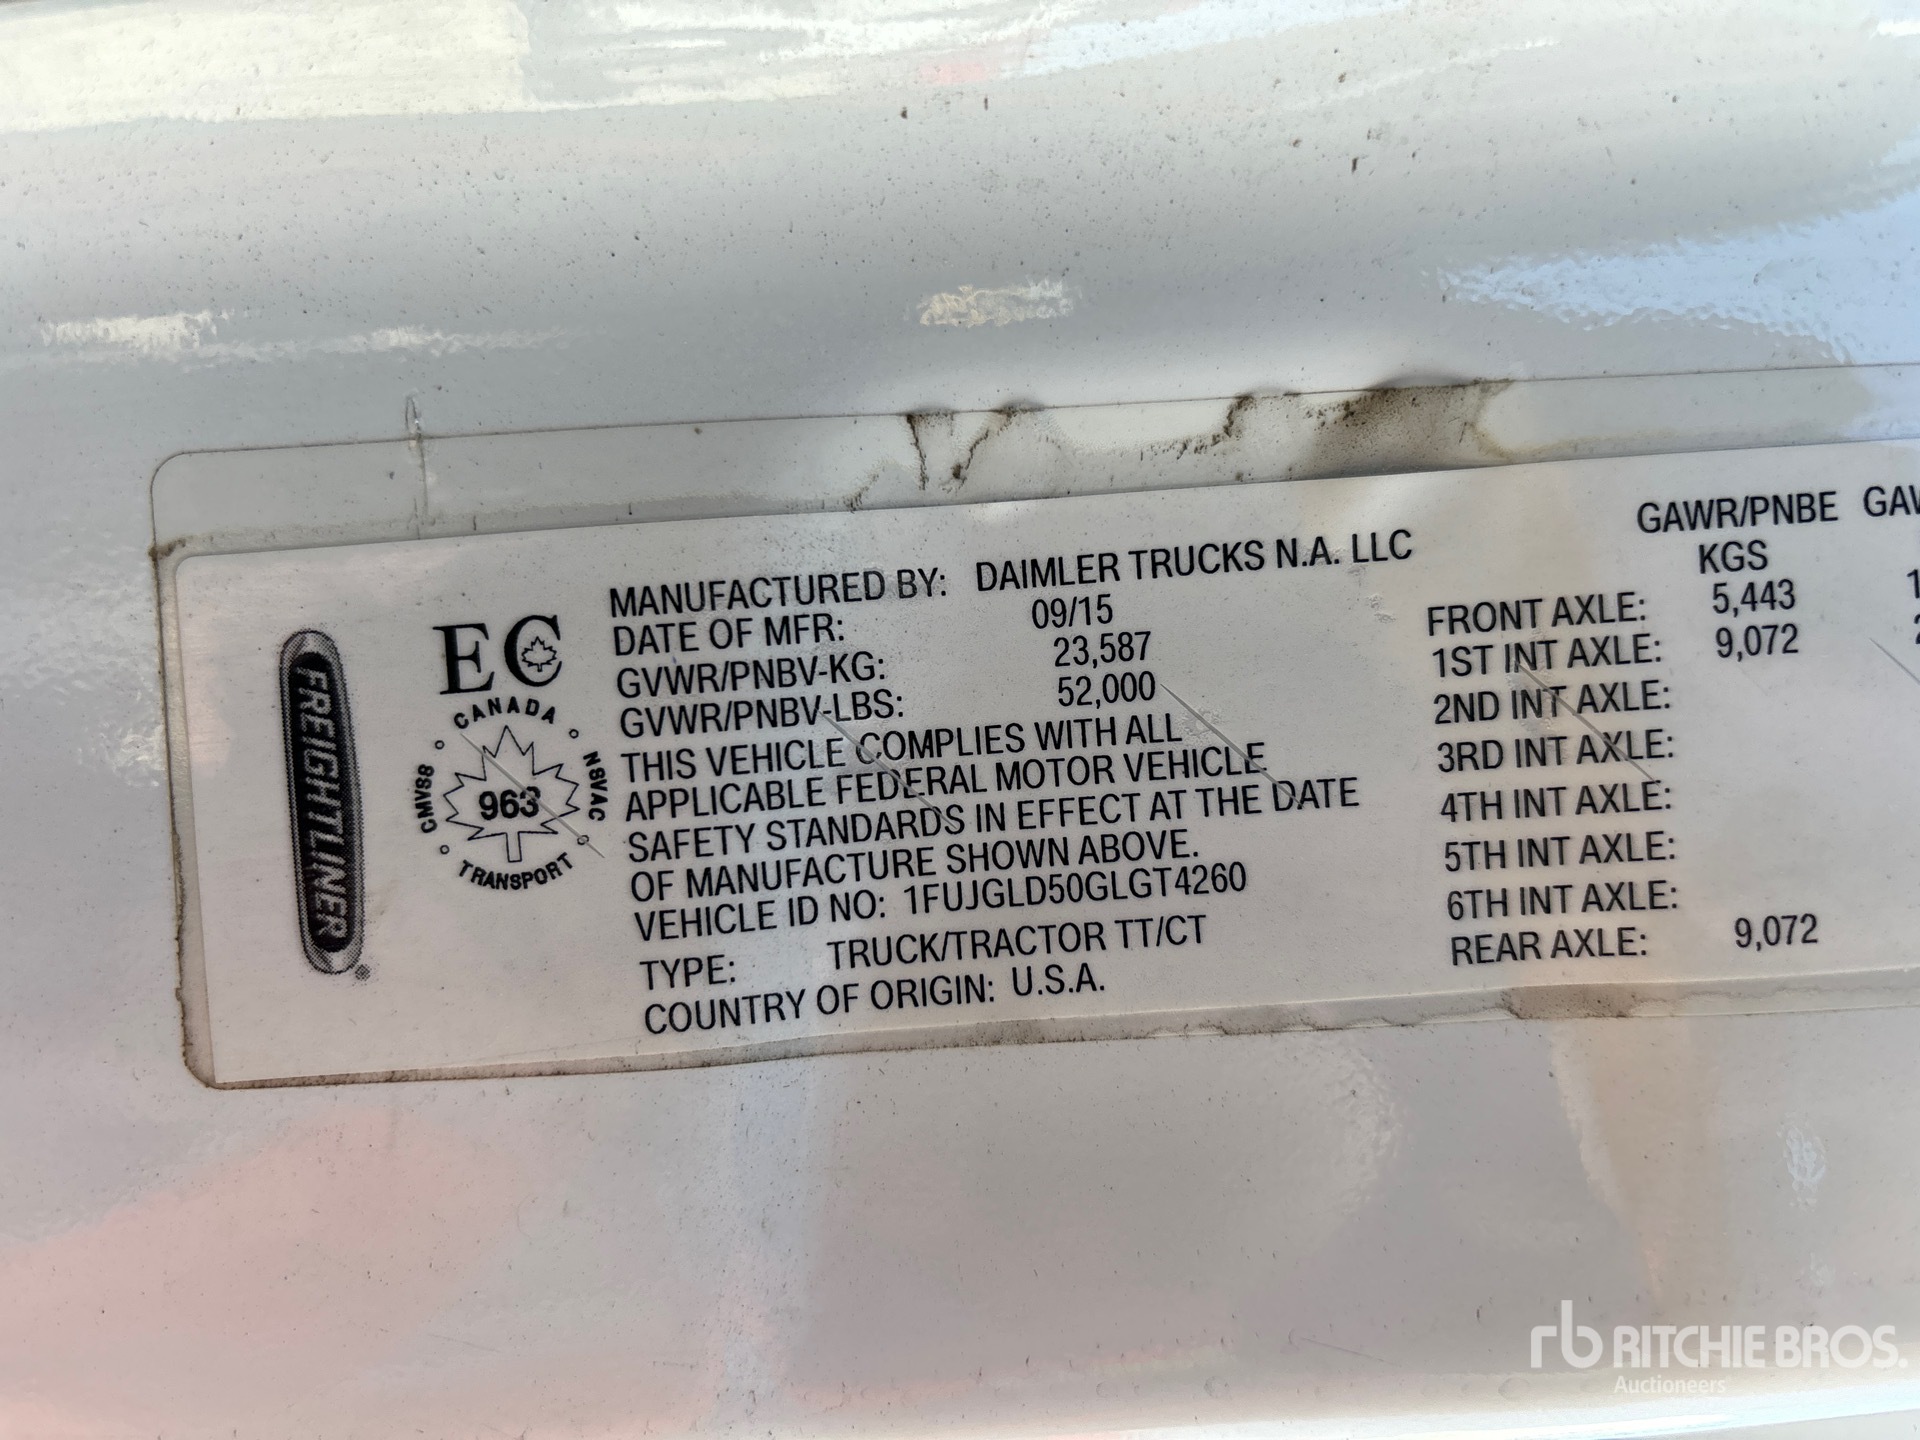 FREIGHTLINER®
EC
CANADA
CMVSS
963
NSVAC
TRANSPORT
MANUFACTURED BY: DAIMLER TRUCKS N.A. LLC
DATE OF MFR: 09/15
GVWR/PNBV-KG: 23,587
GVWR/PNBV-LBS: 52,000
THIS VEHICLE COMPLIES WITH ALL
APPLICABLE FEDERAL MOTOR VEHICLE
SAFETY STANDARDS IN EFFECT AT THE DATE
OF MANUFACTURE SHOWN ABOVE.
VEHICLE ID NO: 1FUJGLD50GLGT4260
TYPE: TRUCK/TRACTOR TT/CT
COUNTRY OF ORIGIN: U.S.A.
GAWR/PNBE
KGS
FRONT AXLE: 5,443
1ST INT AXLE: 9,072
2ND INT AXLE:
3RD INT AXLE:
4TH INT AXLE:
5TH INT AXLE:
6TH INT AXLE:
REAR AXLE: 9,072
rb RITCHIE BROS.
Auctioneers